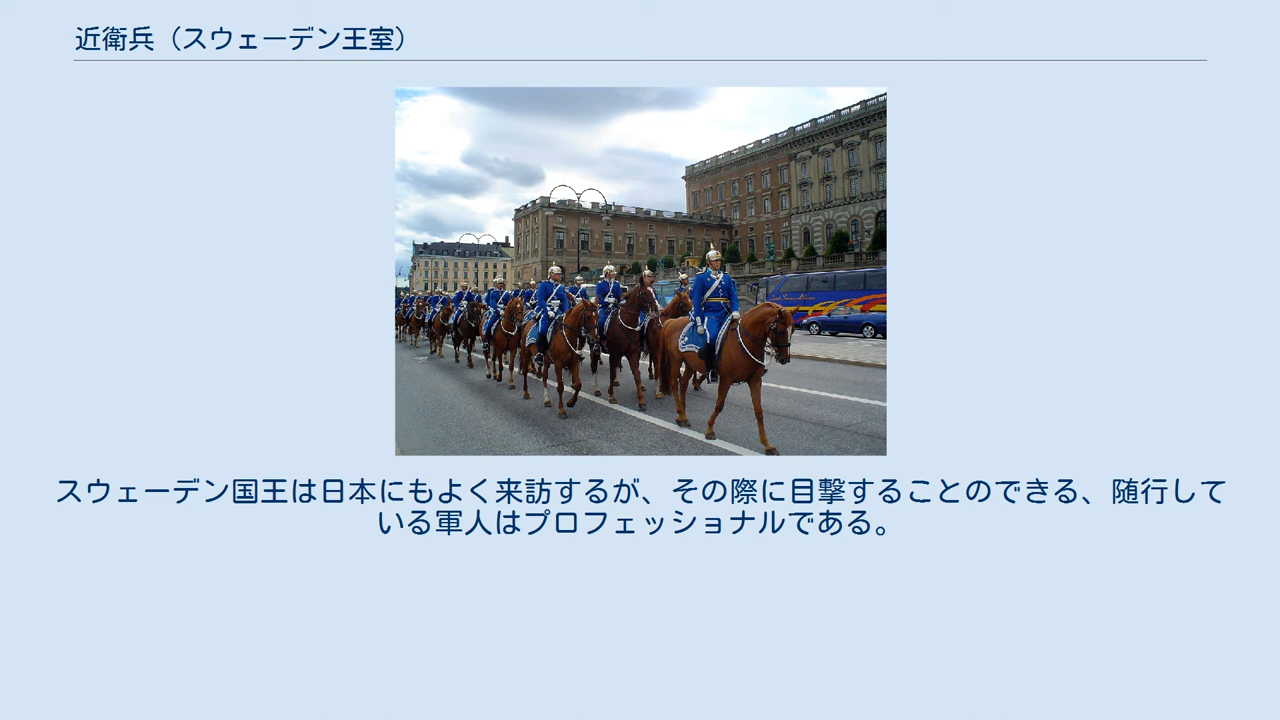 近衛兵（スウェーデン王室）
スウェーデン国王は日本にもよく来訪するが、その際に目撃することのできる、随行して
いる軍人はプロフェッショナルである。